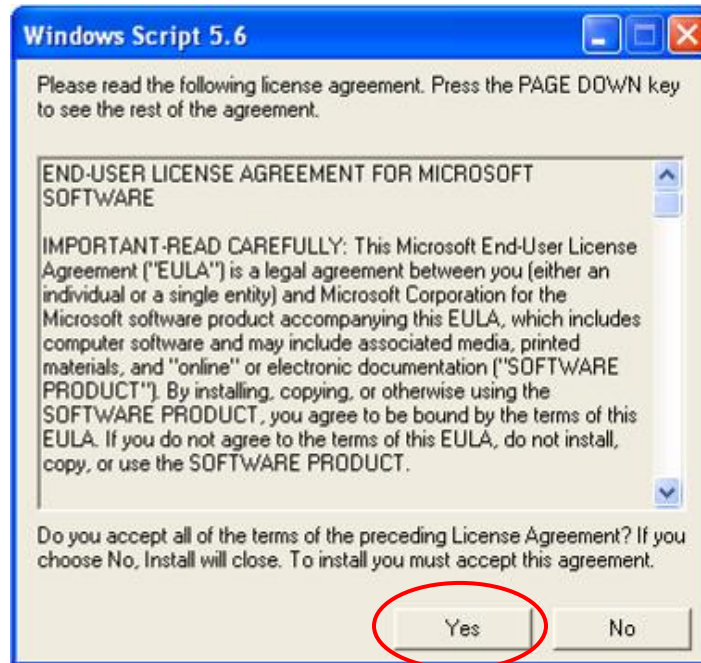 Windows Script 5.6
Please read the following license agreement. Press the PAGE DOWN key
to see the rest of the agreement.
END-USER LICENSE AGREEMENT FOR MICROSOFT
SOFTWARE
IMPORTANT-READ CAREFULLY: This Microsoft End-User License
Agreement ("EULA") is a legal agreement between you (either an
individual or a single entity) and Microsoft Corporation for the
Microsoft software product accompanying this EULA, which includes
computer software and may include associated media, printed
materials, and "online" or electronic documentation ("SOFTWARE
PRODUCT"). By installing, copying, or otherwise using the
SOFTWARE PRODUCT, you agree to be bound by the terms of this
EULA. If you do not agree to the terms of this EULA, do not install,
copy, or use the SOFTWARE PRODUCT.
Do you accept all of the terms of the preceding License Agreement? If you
choose No, Install will close. To install you must accept this agreement.
Yes No